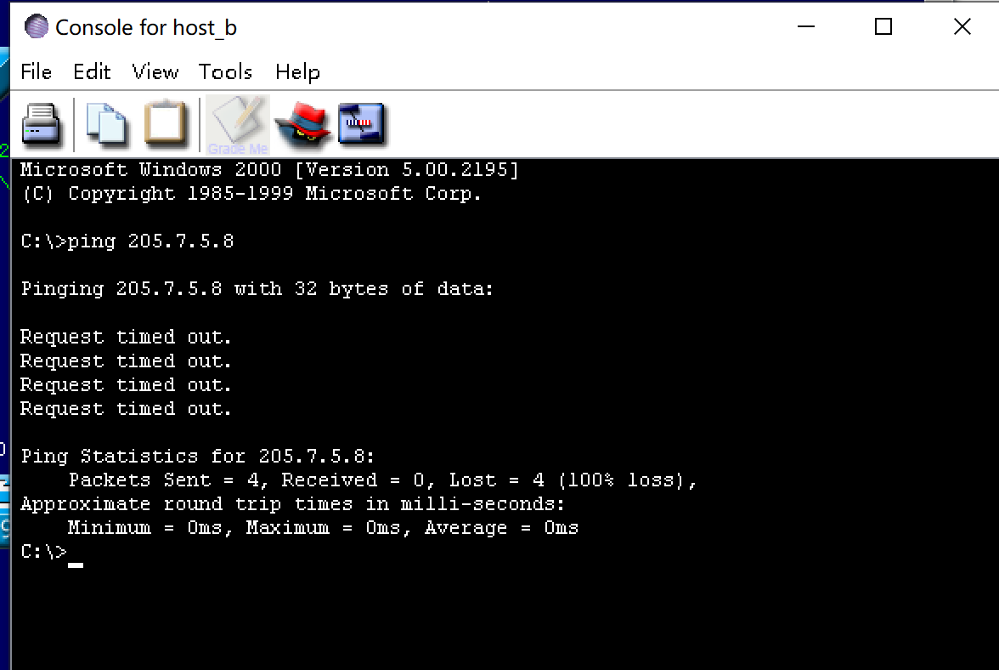 Console for host_b
File Edit View Tools Help
Grade Me
Microsoft Windows 2000 [Version 5.00.2195]
(C) Copyright 1985-1999 Microsoft Corp.
C:\>ping 205.7.5.8
Pinging 205.7.5.8 with 32 bytes of data:
Request timed out.
Request timed out.
Request timed out.
Request timed out.
Ping Statistics for 205.7.5.8:
Packets Sent = 4, Received = 0, Lost = 4 (100% loss),
Approximate round trip times in milli-seconds:
Minimum = 0ms, Maximum = 0ms, Average = 0ms
C:\>